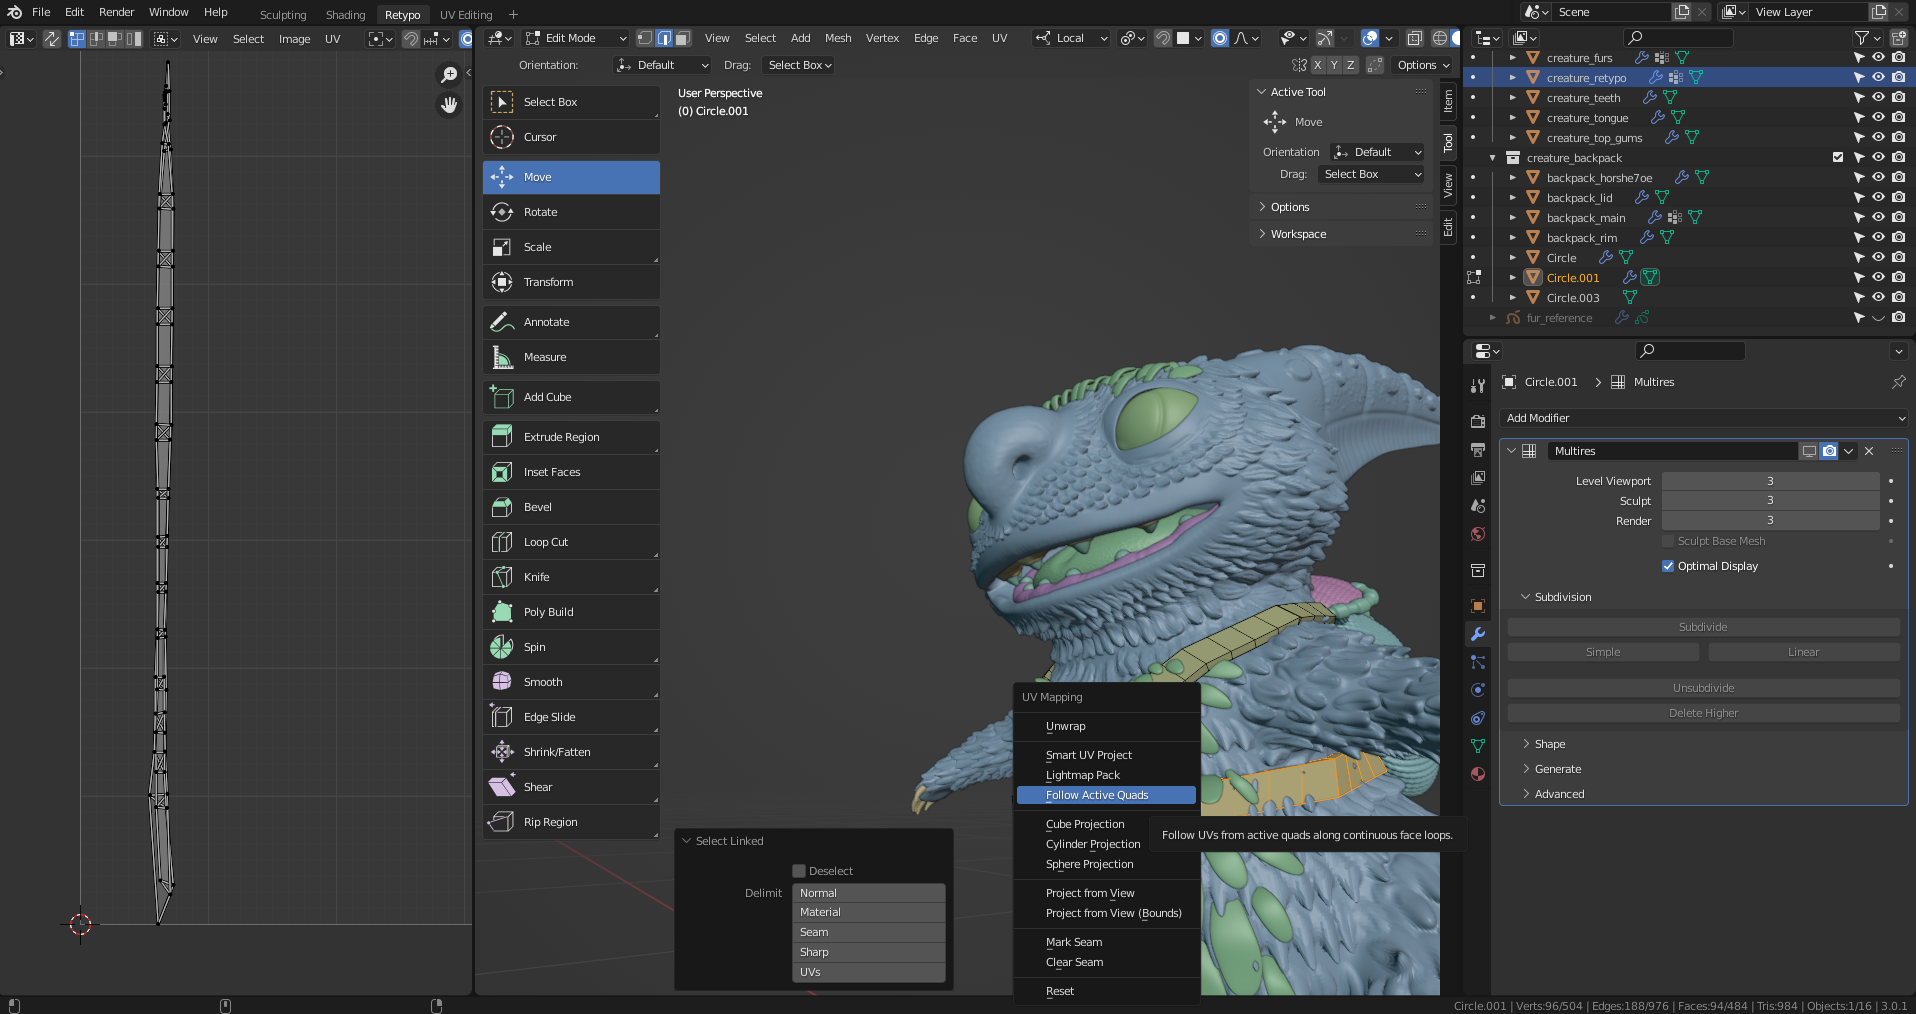 File Edit Render Window Help Sculpting Shading Retypo UV Editing Scene View Layer
View Select Image UV Edit Mode View Select Add Mesh Vertex Edge Face UV Local
Orientation: Default Drag: Select Box X Y Z Options
User Perspective
(0) Circle.001
Select Box
Cursor
Move
Rotate
Scale
Transform
Annotate
Measure
Add Cube
Extrude Region
Inset Faces
Bevel
Loop Cut
Knife
Poly Build
Spin
Smooth
Edge Slide
Shrink/Fatten
Shear
Rip Region
Active Tool
Move
Orientation Default
Drag: Select Box
Options
Workspace
Item
Tool
View
Edit
Select Linked
Deselect
Delimit Normal
Material
Seam
Sharp
UVs
UV Mapping
Unwrap
Smart UV Project
Lightmap Pack
Follow Active Quads
Cube Projection
Cylinder Projection
Sphere Projection
Project from View
Project from View (Bounds)
Mark Seam
Clear Seam
Reset
Follow UVs from active quads along continuous face loops.
creature_furs
creature_retypo
creature_teeth
creature_tongue
creature_top_gums
creature_backpack
backpack_horshe7oe
backpack_lid
backpack_main
backpack_rim
Circle
Circle.001
Circle.003
fur_reference
Circle.001 Multires
Add Modifier
Multires
Level Viewport 3
Sculpt 3
Render 3
Sculpt Base Mesh
Optimal Display
Subdivision
Subdivide
Simple Linear
Unsubdivide
Delete Higher
Shape
Generate
Advanced
Circle.001 | Verts:96/504 | Edges:188/976 | Faces:94/484 | Tris:984 | Objects:1/16 | 3.0.1